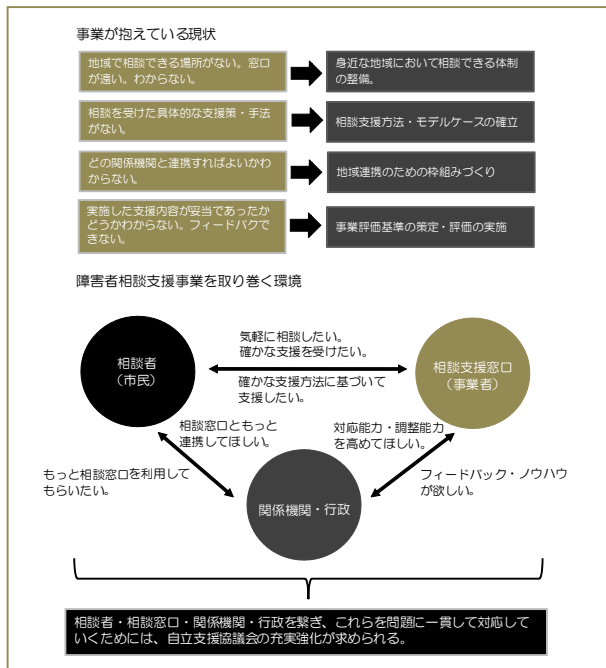 事業が抱えている現状
地域で相談できる場所がない。窓口
が遠い。わからない。
身近な地域において相談できる体制
の整備。
相談を受けた具体的な支援策・手法
がない。
相談支援方法・モデルケースの確立
どの関係機関と連携すればよいかわ
からない。
地域連携のための枠組みづくり
実施した支援内容が妥当であったか
どうかわからない。フィードバクで
きない。
事業評価基準の策定・評価の実施
障害者相談支援事業を取り巻く環境
相談者
（市民）
気軽に相談したい。
確かな支援を受けたい。
確かな支援方法に基づいて
支援したい。
相談支援窓口
（事業者）
相談窓口ともっと
連携してほしい。
対応能力・調整能力
を高めてほしい。
もっと相談窓口を利用して
もらいたい。
フィードバック・ノウハウ
が欲しい。
関係機関・行政
相談者・相談窓口・関係機関・行政を繋ぎ、これらを問題に一貫して対応して
いくためには、自立支援協議会の充実強化が求められる。